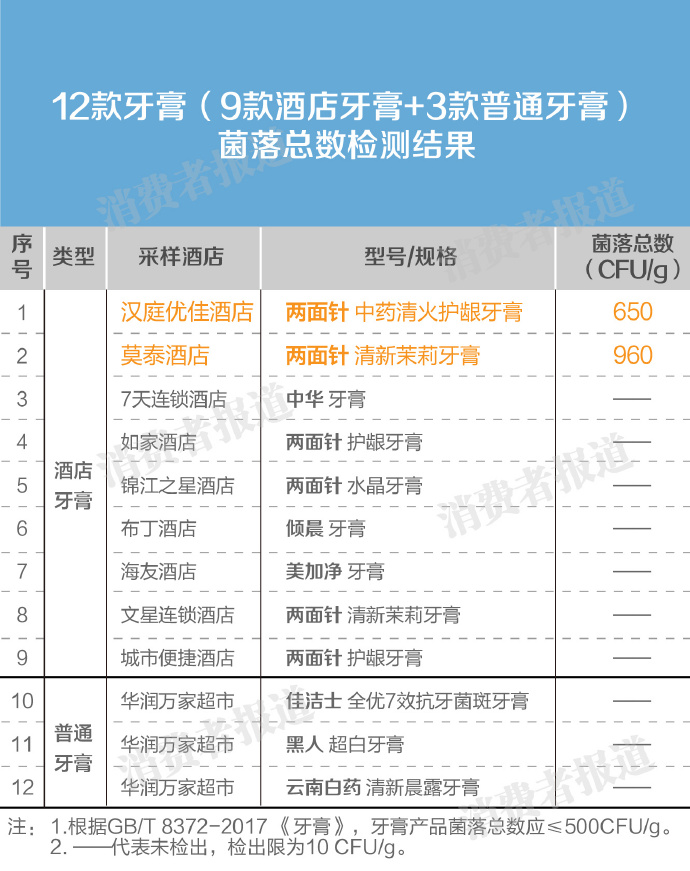 12款牙膏（9款酒店牙膏+3款普通牙膏）
菌落总数检测结果
序号 类型 采样酒店 型号/规格 菌落总数（CFU/g）
1 汉庭优佳酒店 两面针 中药清火护龈牙膏 650
2 莫泰酒店 两面针 清新茉莉牙膏 960
3 7天连锁酒店 中华 牙膏 ——
4 如家酒店 两面针 护龈牙膏 ——
酒店牙膏
5 锦江之星酒店 两面针 水晶牙膏 ——
6 布丁酒店 倾晨 牙膏 ——
7 海友酒店 美加净 牙膏 ——
8 文星连锁酒店 两面针 清新茉莉牙膏 ——
9 城市便捷酒店 两面针 护龈牙膏 ——
10 华润万家超市 佳洁士 全优7效抗牙菌斑牙膏 ——
普通牙膏
11 华润万家超市 黑人 超白牙膏 ——
12 华润万家超市 云南白药 清新晨露牙膏 ——
注：1.根据GB/T 8372-2017《牙膏》，牙膏产品菌落总数应≤500CFU/g。
2. ——代表未检出，检出限为10 CFU/g。
消费者报道
消费者报道
消费者报道
消费者报道
消费者报道
消费者报道